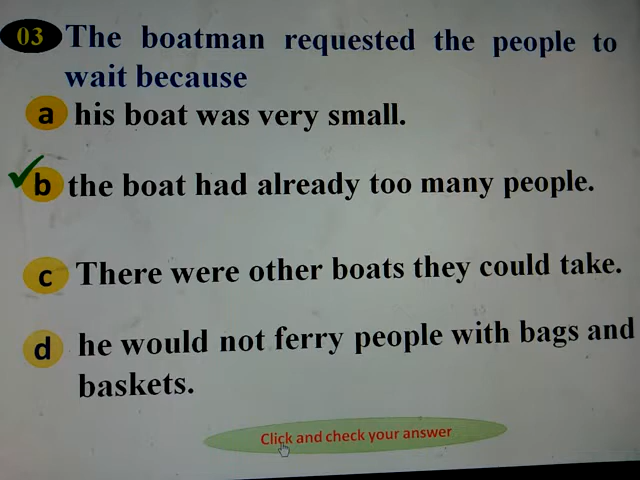 03 The boatman requested the people to
wait because
a his boat was very small.
b the boat had already too many people.
c There were other boats they could take.
d he would not ferry people with bags and
baskets.
Click and check your answer